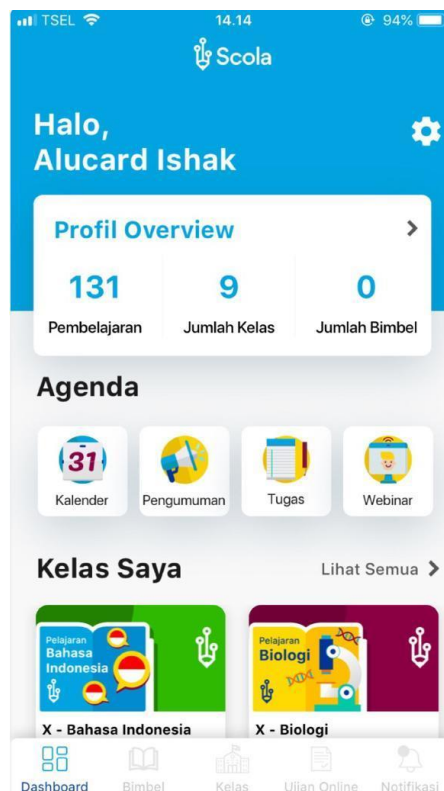 TSEL
14.14
94%
Scola
Halo,
Alucard Ishak
Profil Overview
131
9
0
Pembelajaran
Jumlah Kelas
Jumlah Bimbel
Agenda
31
Kalender
Pengumuman
Tugas
Webinar
Kelas Saya
Lihat Semua
Pelajaran
Bahasa
Indonesia
Pelajaran
Biologi
X - Bahasa Indonesia
X - Biologi
Dashboard
Bimbel
Kelas
Ujian Online
Notifikasi